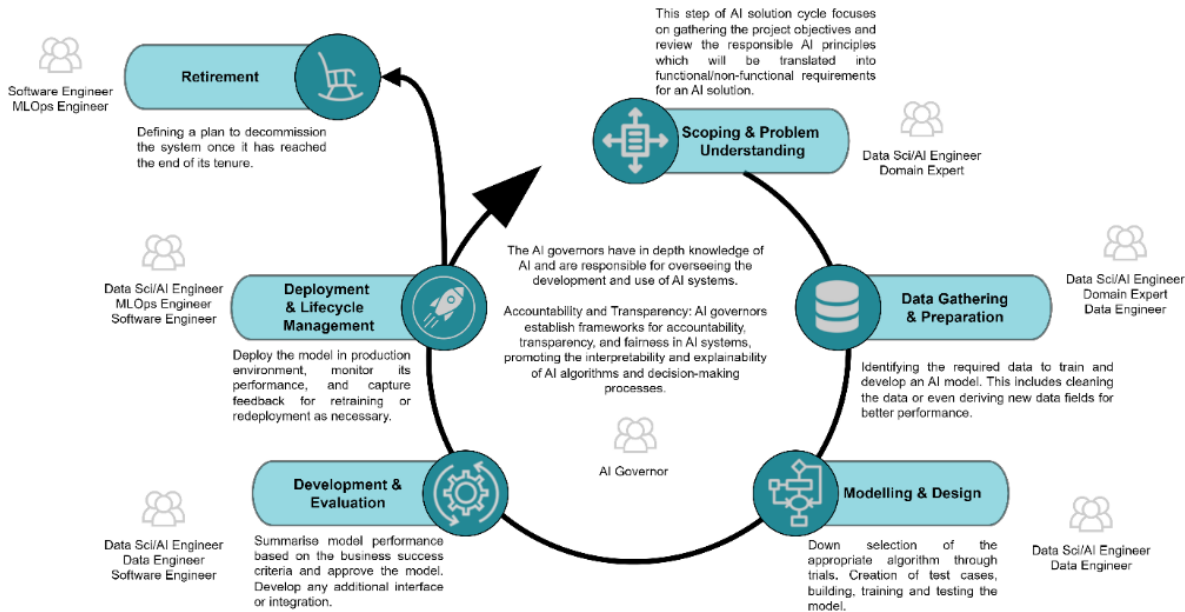 This step of AI solution cycle focuses
on gathering the project objectives and
review the responsible AI principles
which will be translated into
functional/non-functional requirements
for an AI solution.
Scoping & Problem
Understanding
Data Sci/AI Engineer
Domain Expert
Data Gathering
& Preparation
Data Sci/AI Engineer
Domain Expert
Data Engineer
Identifying the required data to train and
develop an AI model. This includes cleaning
the data or even deriving new data fields for
better performance.
Modelling & Design
Data Sci/AI Engineer
Data Engineer
Down selection of the
appropriate algorithm through
trials. Creation of test cases,
building, training and testing
the model.
Development &
Evaluation
Data Sci/AI Engineer
Data Engineer
Software Engineer
Summarise model performance
based on the business success
criteria and approve the model.
Develop any additional interface
or integration.
Deployment
& Lifecycle
Management
Data Sci/AI Engineer
MLOps Engineer
Software Engineer
Deploy the model in production
environment, monitor its
performance, and capture
feedback for retraining or
redeployment as necessary.
Retirement
Software Engineer
MLOps Engineer
Defining a plan to decommission
the system once it has reached
the end of its tenure.
The AI governors have in depth knowledge of
AI and are responsible for overseeing the
development and use of AI systems.
Accountability and Transparency: AI governors
establish frameworks for accountability,
transparency, and fairness in AI systems,
promoting the interpretability and explainability
of AI algorithms and decision-making
processes.
AI Governor